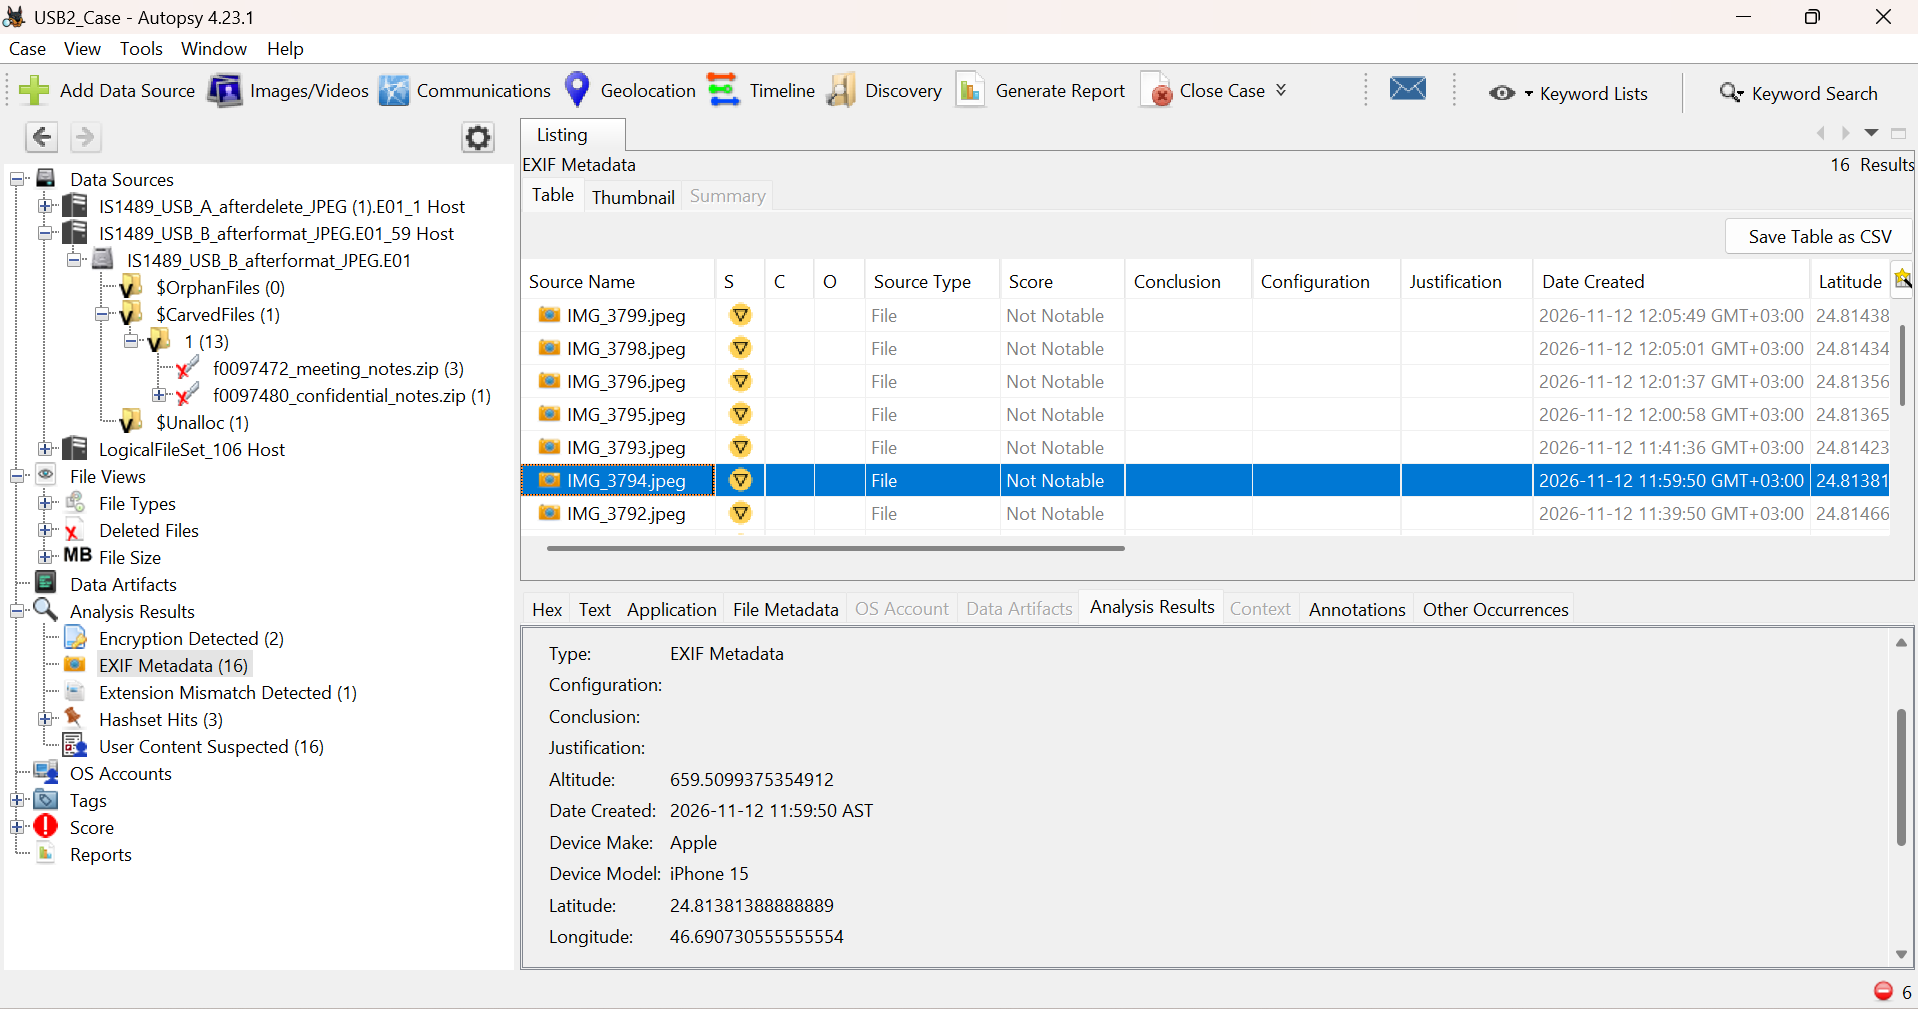 USB2_Case - Autopsy 4.23.1
Case View Tools Window Help
Add Data Source Images/Videos Communications Geolocation Timeline Discovery Generate Report Close Case Keyword Lists Keyword Search
Listing
EXIF Metadata 16 Results
Table Thumbnail Summary
Save Table as CSV
Source Name S C O Source Type Score Conclusion Configuration Justification Date Created Latitude
IMG_3799.jpeg File Not Notable 2026-11-12 12:05:49 GMT+03:00 24.81438
IMG_3798.jpeg File Not Notable 2026-11-12 12:05:01 GMT+03:00 24.81434
IMG_3796.jpeg File Not Notable 2026-11-12 12:01:37 GMT+03:00 24.81356
IMG_3795.jpeg File Not Notable 2026-11-12 12:00:58 GMT+03:00 24.81365
IMG_3793.jpeg File Not Notable 2026-11-12 11:41:36 GMT+03:00 24.81423
IMG_3794.jpeg File Not Notable 2026-11-12 11:59:50 GMT+03:00 24.81381
IMG_3792.jpeg File Not Notable 2026-11-12 11:39:50 GMT+03:00 24.81466
Data Sources
IS1489_USB_A_afterdelete_JPEG (1).E01_1 Host
IS1489_USB_B_afterformat_JPEG.E01_59 Host
IS1489_USB_B_afterformat_JPEG.E01
$OrphanFiles (0)
$CarvedFiles (1)
1 (13)
f0097472_meeting_notes.zip (3)
f0097480_confidential_notes.zip (1)
$Unalloc (1)
LogicalFileSet_106 Host
File Views
File Types
Deleted Files
MB File Size
Data Artifacts
Analysis Results
Encryption Detected (2)
EXIF Metadata (16)
Extension Mismatch Detected (1)
Hashset Hits (3)
User Content Suspected (16)
OS Accounts
Tags
Score
Reports
Hex Text Application File Metadata OS Account Data Artifacts Analysis Results Context Annotations Other Occurrences
Type: EXIF Metadata
Configuration:
Conclusion:
Justification:
Altitude: 659.5099375354912
Date Created: 2026-11-12 11:59:50 AST
Device Make: Apple
Device Model: iPhone 15
Latitude: 24.81381388888889
Longitude: 46.690730555555554
6